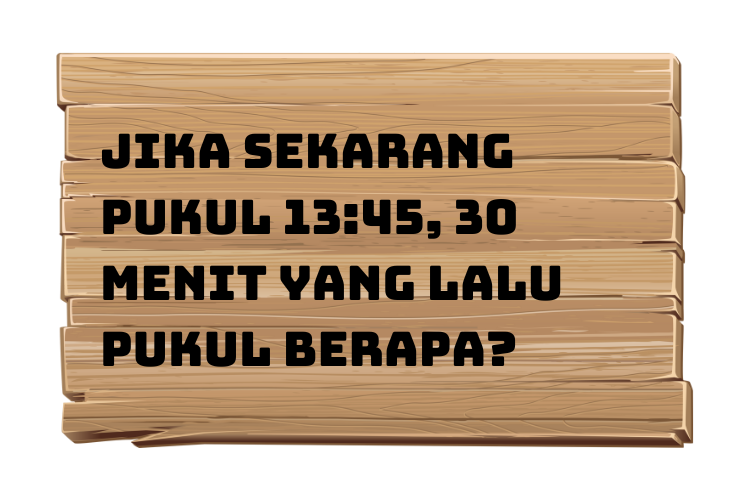 JIKA SEKARANG
PUKUL 13:45, 30
MENIT YANG LALU
PUKUL BERAPA?